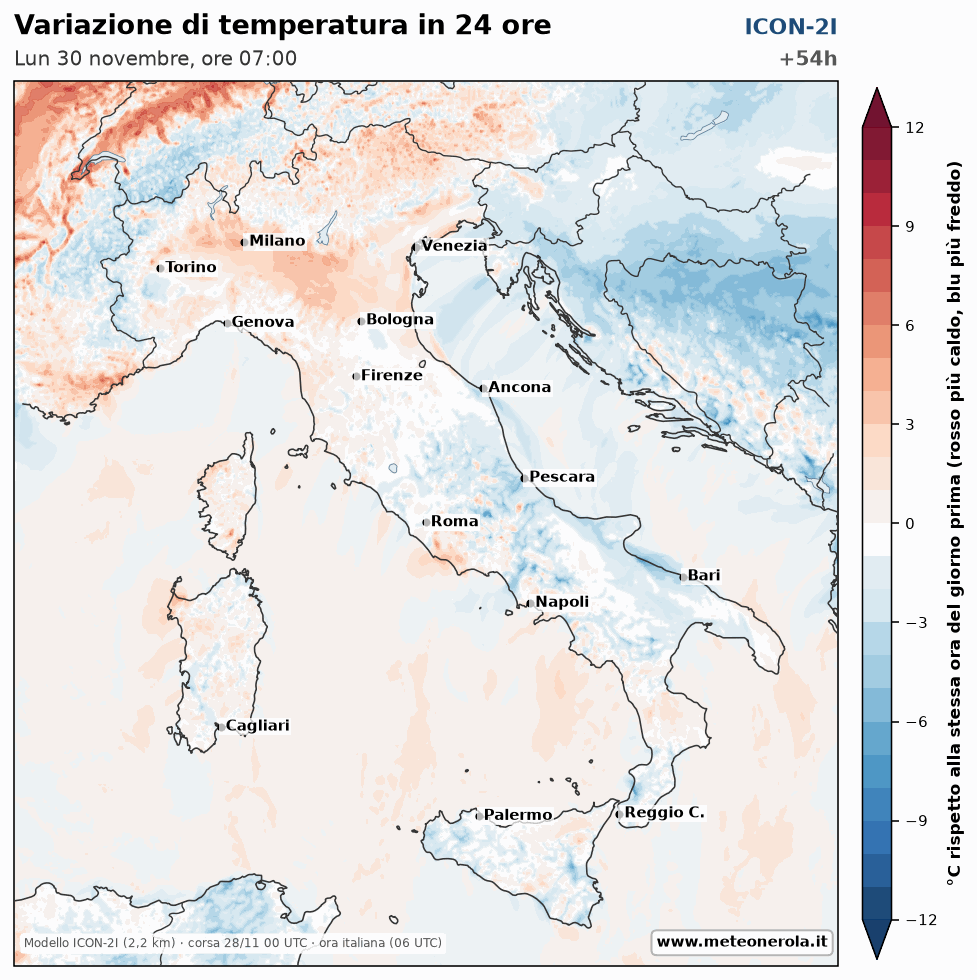 Variazione di temperatura in 24 ore
ICON-2I
Lun 30 novembre, ore 07:00
+54h
Milano
Venezia
Torino
Genova
Bologna
Firenze
Ancona
Pescara
Roma
Bari
Napoli
Cagliari
Palermo
Reggio C.
12
9
6
3
0
−3
−6
−9
−12
°C rispetto alla stessa ora del giorno prima (rosso più caldo, blu più freddo)
Modello ICON-2I (2,2 km) · corsa 28/11 00 UTC · ora italiana (06 UTC)
www.meteonerola.it